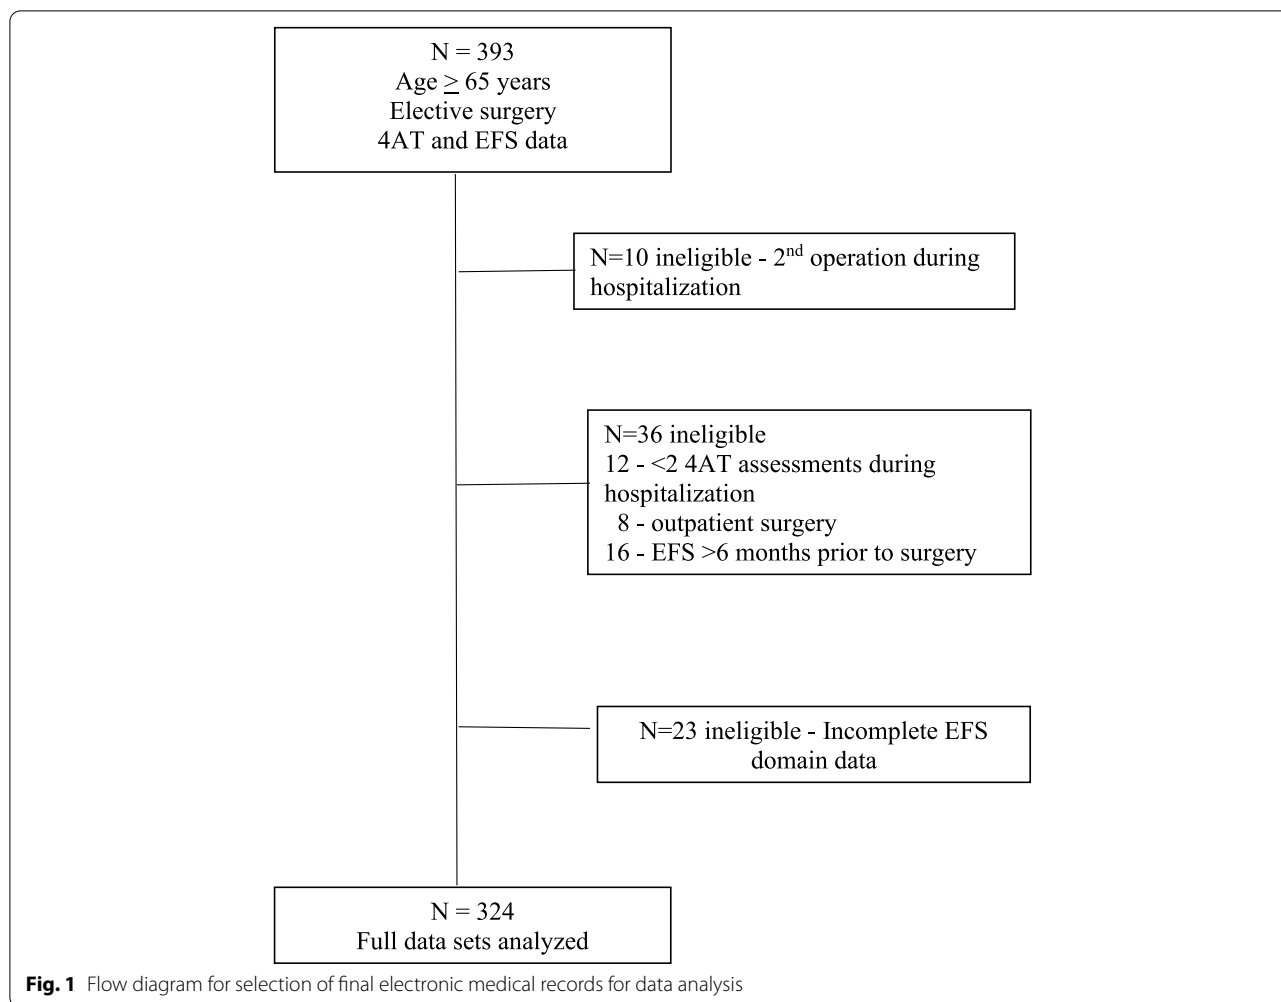 N = 393
Age ≥ 65 years
Elective surgery
4AT and EFS data
N=10 ineligible - 2nd operation during
hospitalization
N=36 ineligible
12 - <2 4AT assessments during
hospitalization
8 - outpatient surgery
16 - EFS >6 months prior to surgery
N=23 ineligible - Incomplete EFS
domain data
N = 324
Full data sets analyzed
Fig. 1 Flow diagram for selection of final electronic medical records for data analysis